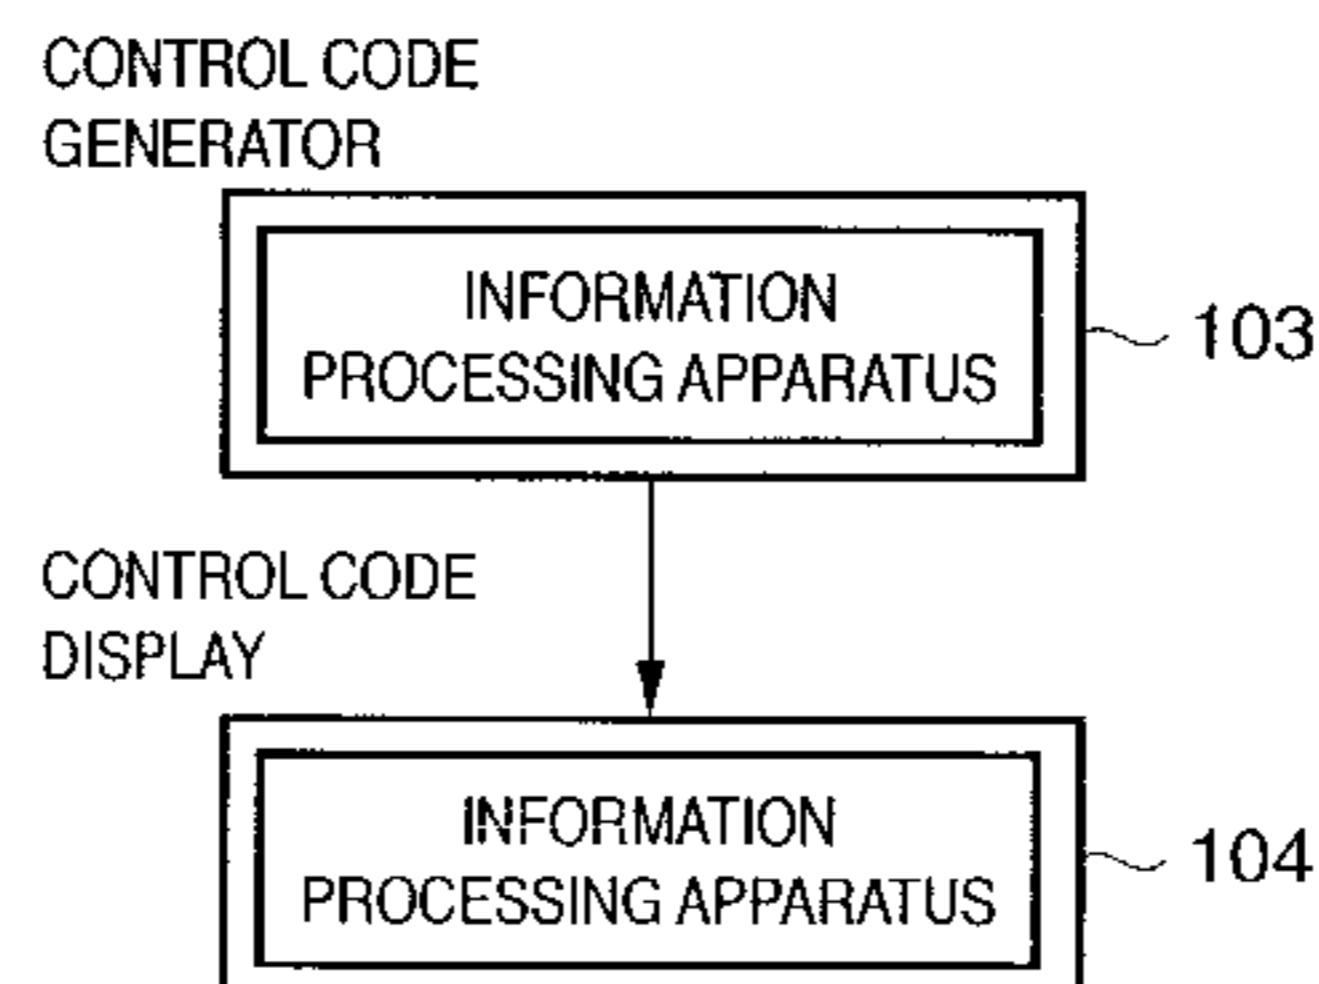 CONTROL CODE
GENERATOR
INFORMATION
PROCESSING APPARATUS
103
CONTROL CODE
DISPLAY
INFORMATION
PROCESSING APPARATUS
104